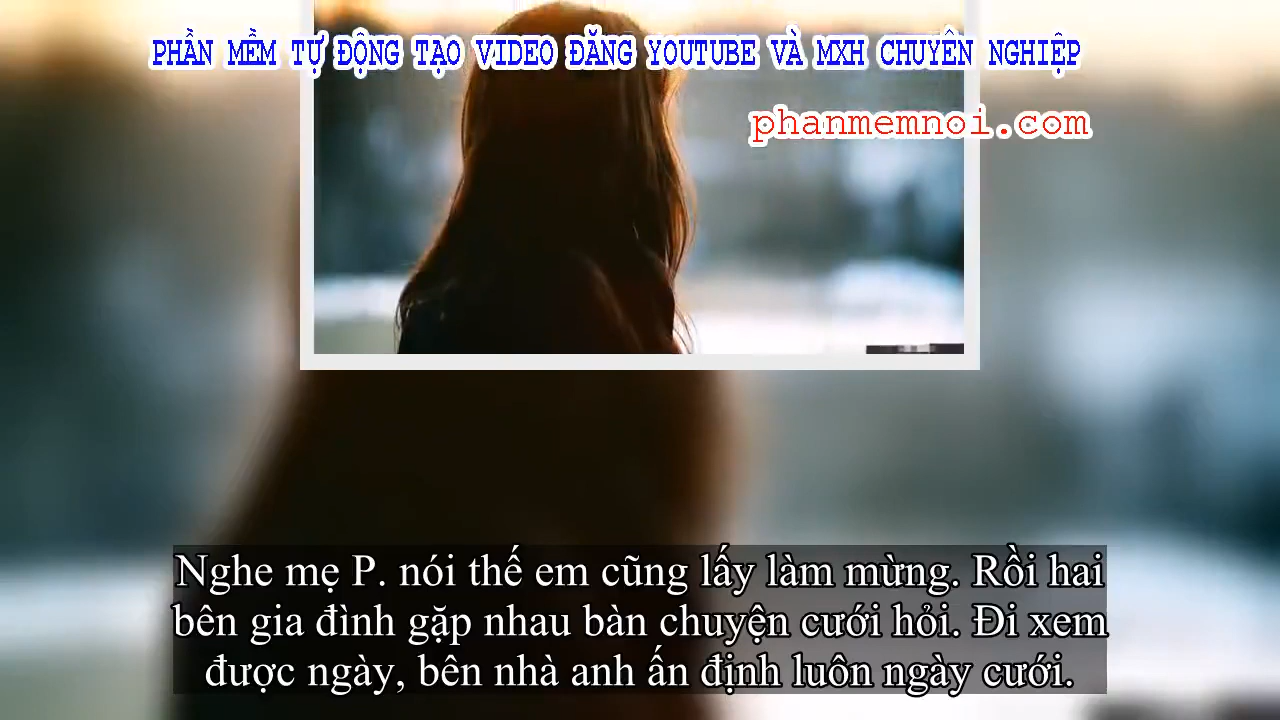 PHẦN MỀM TỰ ĐỘNG TẠO VIDEO ĐĂNG YOUTUBE VÀ MXH CHUYÊN NGHIỆP
phanmemnoi.com
Nghe mẹ P. nói thế em cũng lấy làm mừng. Rồi hai
bên gia đình gặp nhau bàn chuyện cưới hỏi. Đi xem
được ngày, bên nhà anh ấn định luôn ngày cưới.